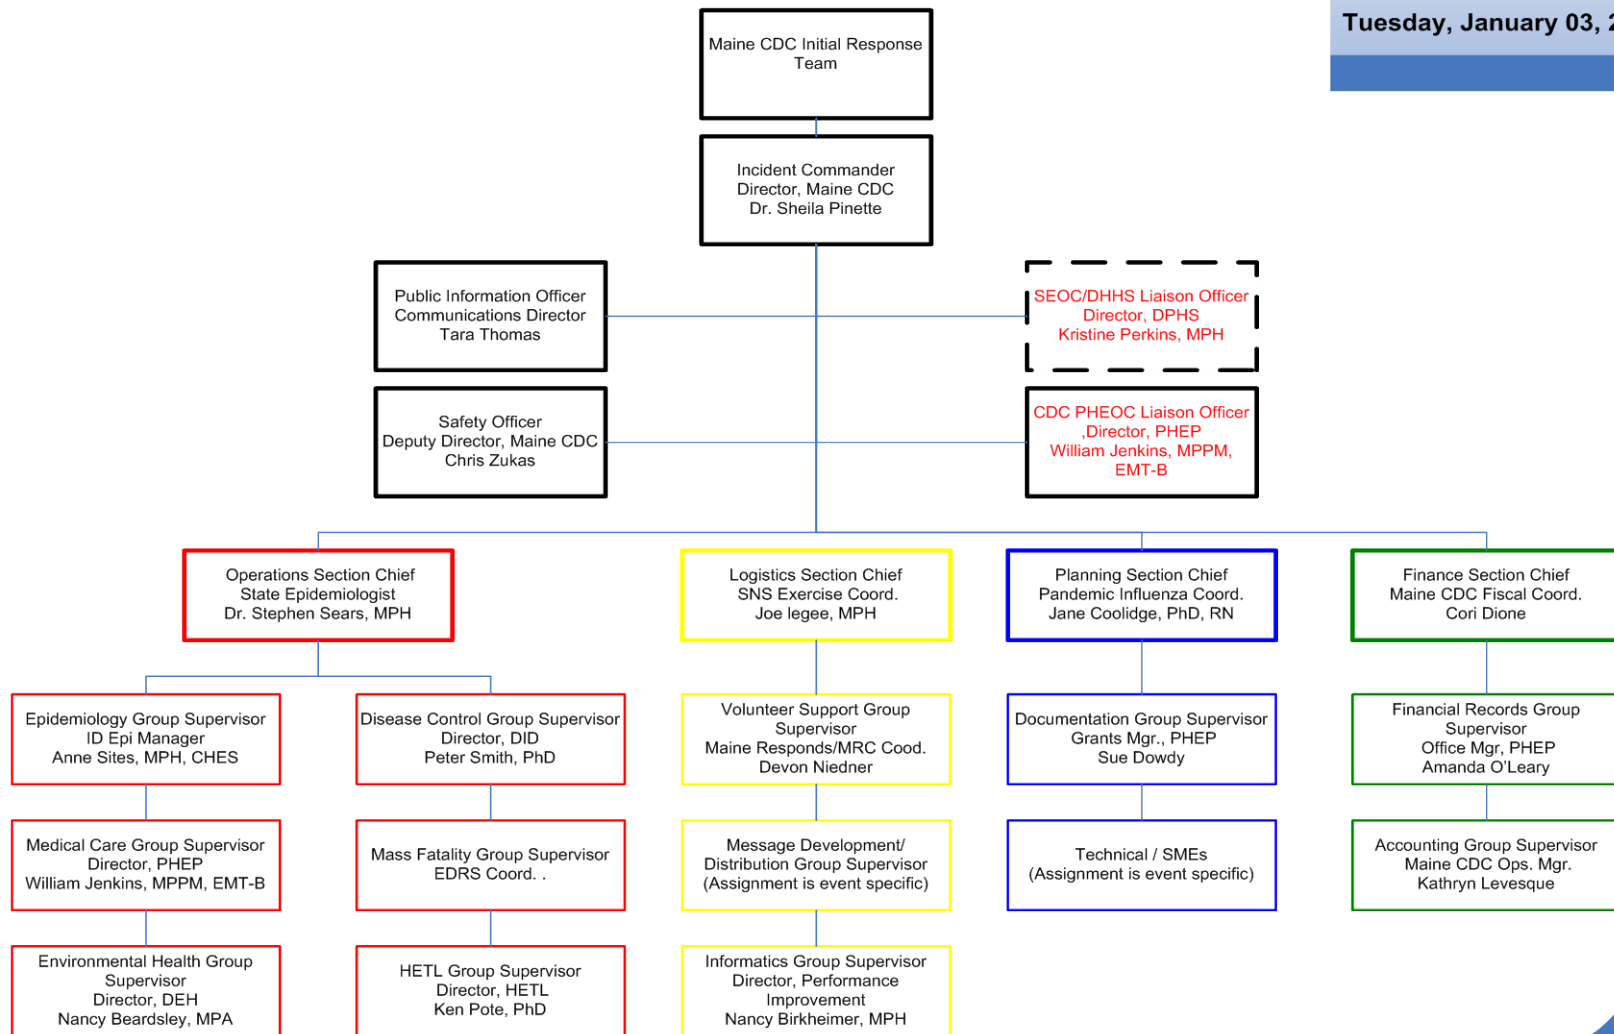 Tuesday, January 03, 2
Maine CDC Initial Response
Team
Incident Commander
Director, Maine CDC
Dr. Sheila Pinette
Public Information Officer
Communications Director
Tara Thomas
SEOC/DHHS Liaison Officer
Director, DPHS
Kristine Perkins, MPH
Safety Officer
Deputy Director, Maine CDC
Chris Zukas
CDC PHEOC Liaison Officer
,Director, PHEP
William Jenkins, MPPM,
EMT-B
Operations Section Chief
State Epidemiologist
Dr. Stephen Sears, MPH
Logistics Section Chief
SNS Exercise Coord.
Joe legee, MPH
Planning Section Chief
Pandemic Influenza Coord.
Jane Coolidge, PhD, RN
Finance Section Chief
Maine CDC Fiscal Coord.
Cori Dione
Epidemiology Group Supervisor
ID Epi Manager
Anne Sites, MPH, CHES
Disease Control Group Supervisor
Director, DID
Peter Smith, PhD
Volunteer Support Group
Supervisor
Maine Responds/MRC Cood.
Devon Niedner
Documentation Group Supervisor
Grants Mgr., PHEP
Sue Dowdy
Financial Records Group
Supervisor
Office Mgr, PHEP
Amanda O'Leary
Medical Care Group Supervisor
Director, PHEP
William Jenkins, MPPM, EMT-B
Mass Fatality Group Supervisor
EDRS Coord. .
Message Development/
Distribution Group Supervisor
(Assignment is event specific)
Technical / SMEs
(Assignment is event specific)
Accounting Group Supervisor
Maine CDC Ops. Mgr.
Kathryn Levesque
Environmental Health Group
Supervisor
Director, DEH
Nancy Beardsley, MPA
HETL Group Supervisor
Director, HETL
Ken Pote, PhD
Informatics Group Supervisor
Director, Performance
Improvement
Nancy Birkheimer, MPH